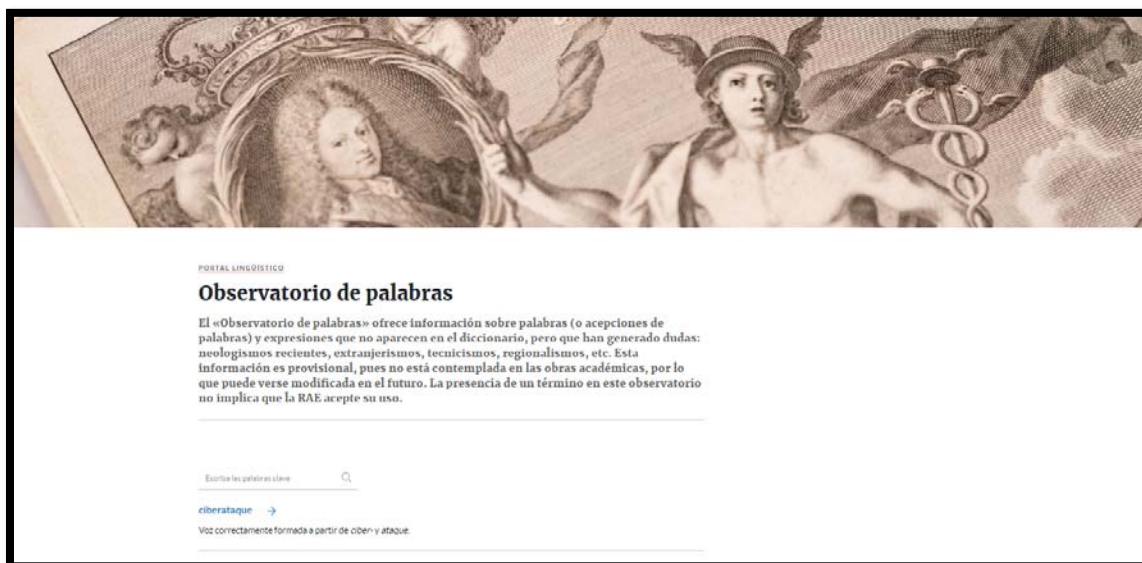 PORTAL LINGÜÍSTICO
Observatorio de palabras
El «Observatorio de palabras» ofrece información sobre palabras (o acepciones de
palabras) y expresiones que no aparecen en el diccionario, pero que han generado dudas:
neologismos recientes, extranjerismos, tecnicismos, regionalismos, etc. Esta
información es provisional, pues no está contemplada en las obras académicas, por lo
que puede verse modificada en el futuro. La presencia de un término en este observatorio
no implica que la RAE acepte su uso.
Escriba las palabras clave
ciberataque
Voz correctamente formada a partir de ciber- y ataque.